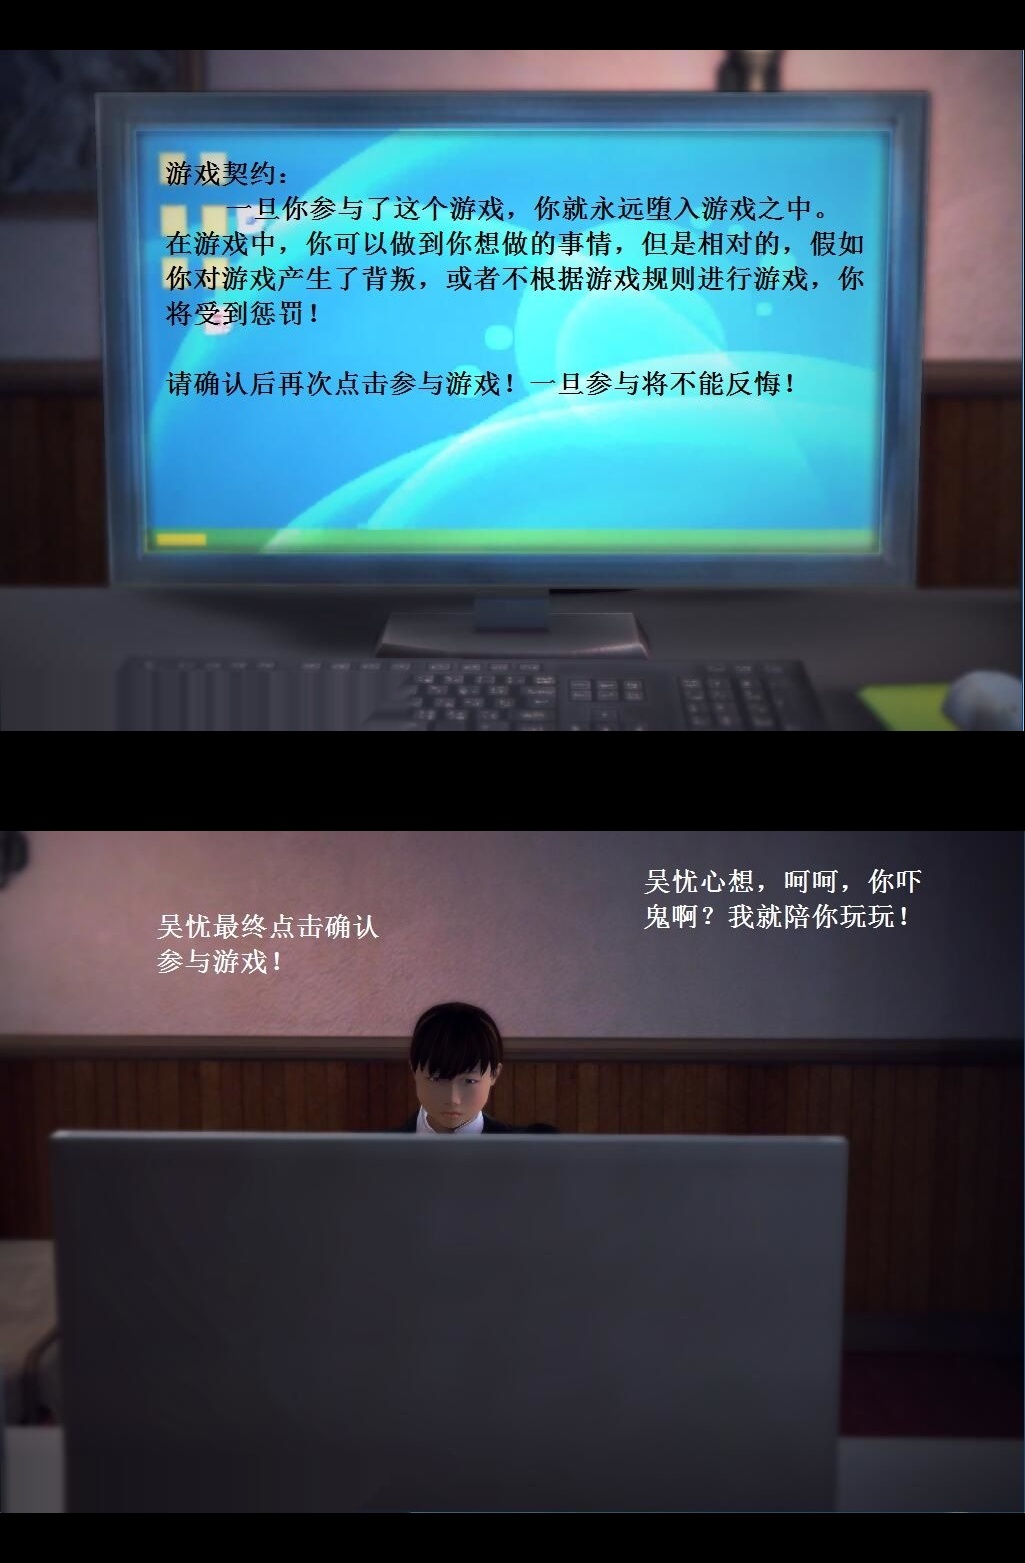 游戏契约：
一旦你参与了这个游戏，你就永远堕入游戏之中。
在游戏中，你可以做到你想做的事情，但是相对的，假如
你对游戏产生了背叛，或者不根据游戏规则进行游戏，你
将受到惩罚！
请确认后再次点击参与游戏！一旦参与将不能反悔！
吴忧心想，呵呵，你吓
鬼啊？我就陪你玩玩！
吴忧最终点击确认
参与游戏！